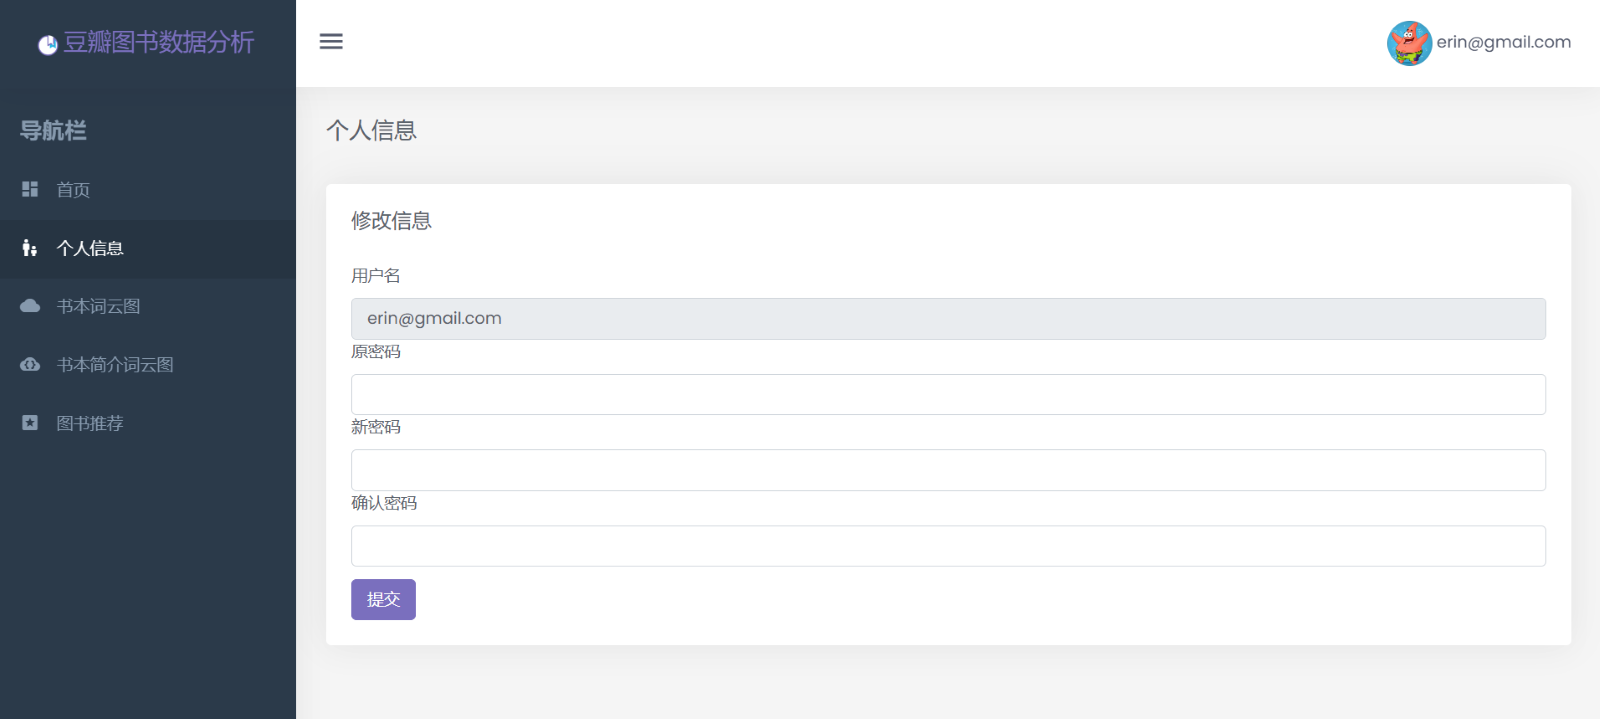 豆瓣图书数据分析
erin@gmail.com
导航栏
首页
个人信息
书本词云图
书本简介词云图
图书推荐
个人信息
修改信息
用户名
erin@gmail.com
原密码
新密码
确认密码
提交